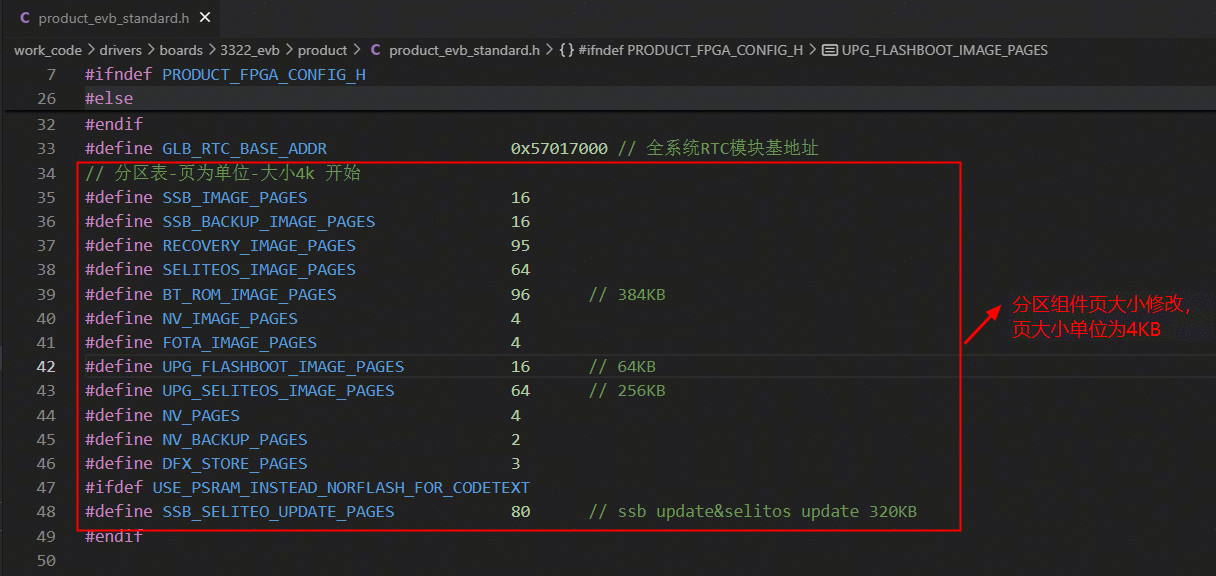 C product_evb_standard.h ×
work_code > drivers > boards > 3322_evb > product > C product_evb_standard.h > {} #ifndef PRODUCT_FPGA_CONFIG_H > UPG_FLASHBOOT_IMAGE_PAGES
7 #ifndef PRODUCT_FPGA_CONFIG_H
26 #else
32 #endif
33 #define GLB_RTC_BASE_ADDR 0x57017000 // 全系统RTC模块基地址
34 // 分区表-页为单位-大小4k 开始
35 #define SSB_IMAGE_PAGES 16
36 #define SSB_BACKUP_IMAGE_PAGES 16
37 #define RECOVERY_IMAGE_PAGES 95
38 #define SELITEOS_IMAGE_PAGES 64
39 #define BT_ROM_IMAGE_PAGES 96 // 384KB
40 #define NV_IMAGE_PAGES 4
41 #define FOTA_IMAGE_PAGES 4
42 #define UPG_FLASHBOOT_IMAGE_PAGES 16 // 64KB
43 #define UPG_SELITEOS_IMAGE_PAGES 64 // 256KB
44 #define NV_PAGES 4
45 #define NV_BACKUP_PAGES 2
46 #define DFX_STORE_PAGES 3
47 #ifdef USE_PSRAM_INSTEAD_NORFLASH_FOR_CODETEXT
48 #define SSB_SELITEO_UPDATE_PAGES 80 // ssb update&selitos update 320KB
49 #endif
50
分区组件页大小修改,
页大小单位为4KB